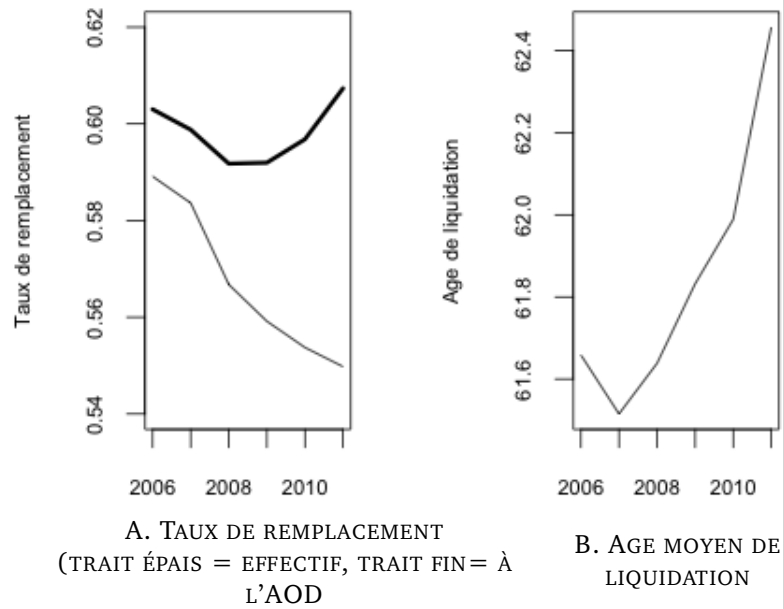 Taux de remplacement
0.62
0.60
0.58
0.56
0.54
2006 2008 2010
A. TAUX DE REMPLACEMENT
(TRAIT ÉPAIS = EFFECTIF, TRAIT FIN= À
L'AOD
Age de liquidation
62.4
62.2
62.0
61.8
61.6
2006 2008 2010
B. AGE MOYEN DE
LIQUIDATION